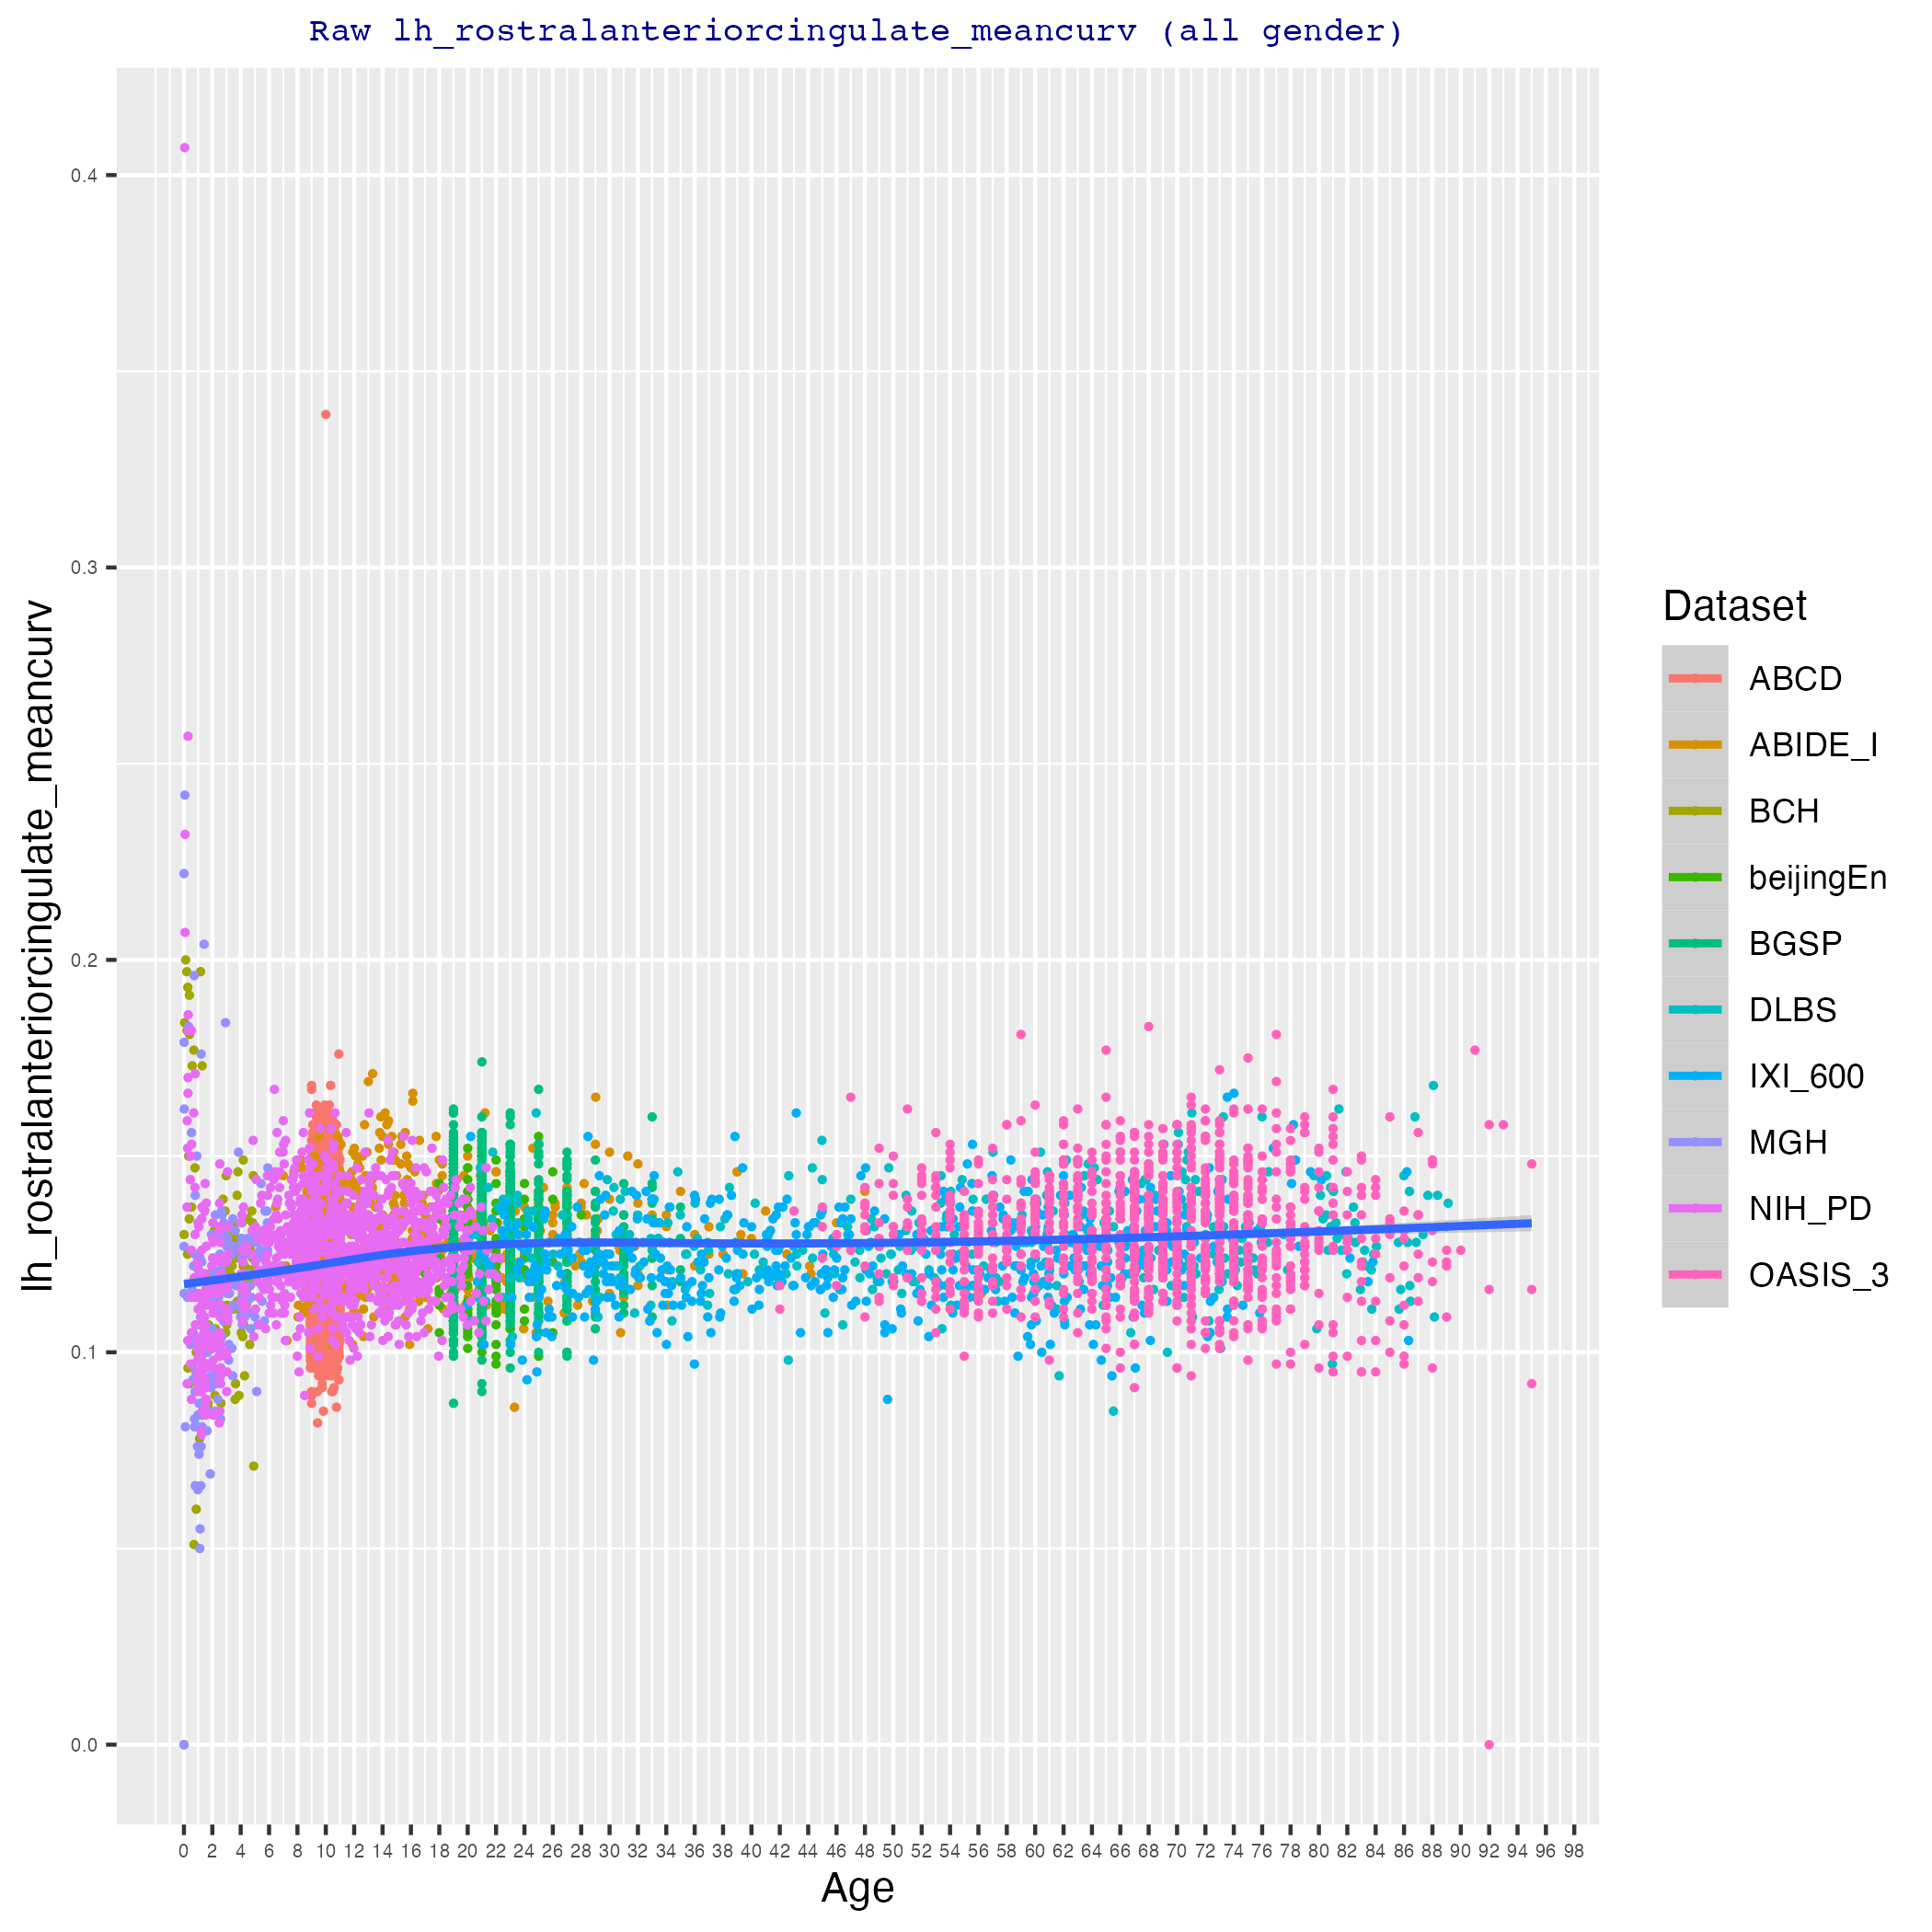 Raw lh_rostralanteriorcingulate_meancurv (all gender)
lh_rostralanteriorcingulate_meancurv
0.4
0.3
0.2
0.1
0.0
0 2 4 6 8 10 12 14 16 18 20 22 24 26 28 30 32 34 36 38 40 42 44 46 48 50 52 54 56 58 60 62 64 66 68 70 72 74 76 78 80 82 84 86 88 90 92 94 96 98
Age
Dataset
ABCD
ABIDE_I
BCH
beijingEn
BGSP
DLBS
IXI_600
MGH
NIH_PD
OASIS_3